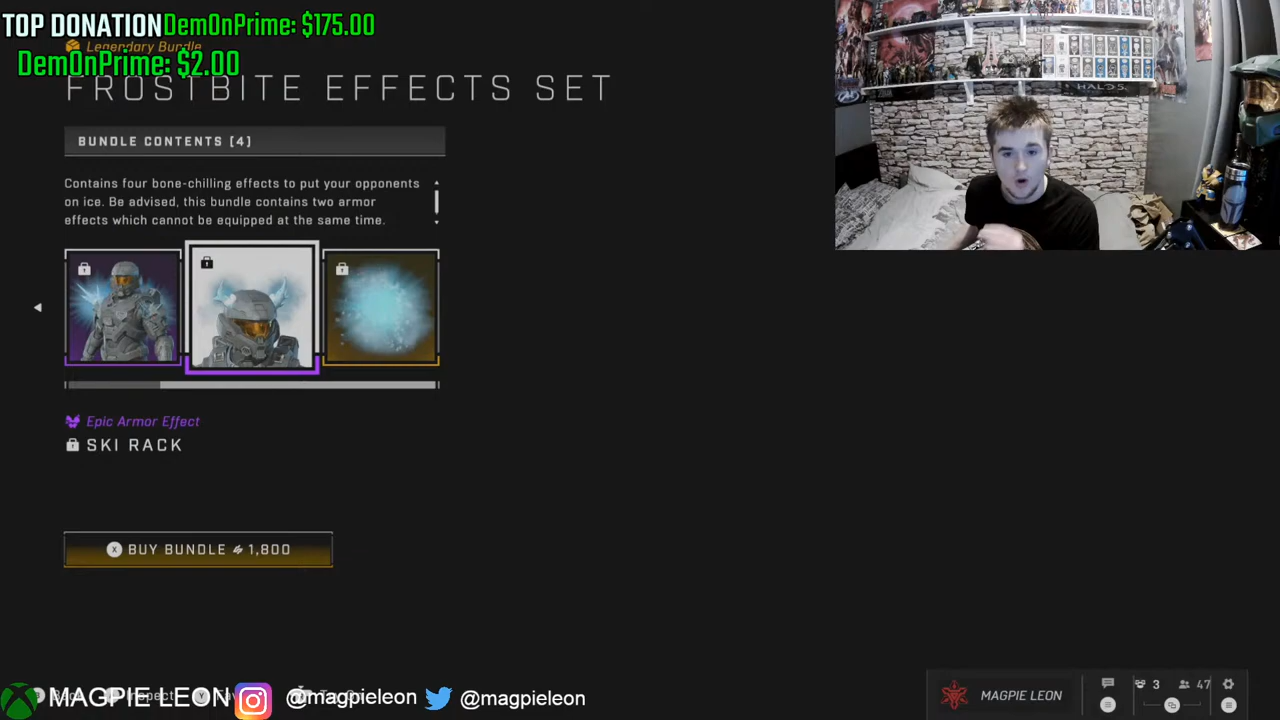 TOP DONATION DemOnPrime: $175.00
Legendary Bundle
DemOnPrime: $2.00
FROSTBITE EFFECTS SET
BUNDLE CONTENTS [4]
Contains four bone-chilling effects to put your opponents
on ice. Be advised, this bundle contains two armor
effects which cannot be equipped at the same time.
Epic Armor Effect
SKI RACK
X BUY BUNDLE 1,800
HALO 5
MAGPIE LEON @magpieleon @magpieleon
MAGPIE LEON 3 47